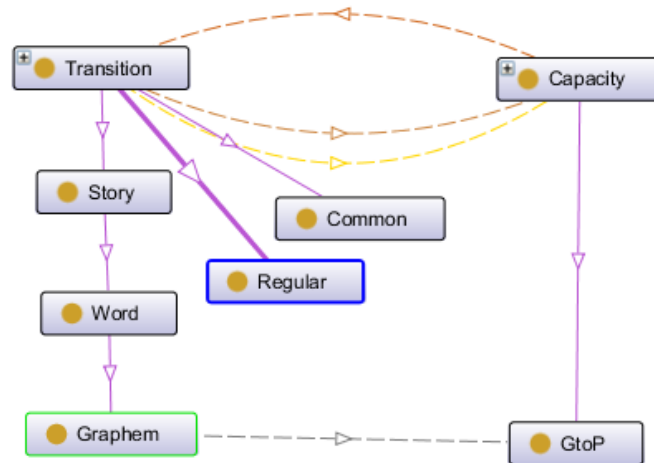 Transition
Capacity
Story
Common
Regular
Word
Graphem
GtoP